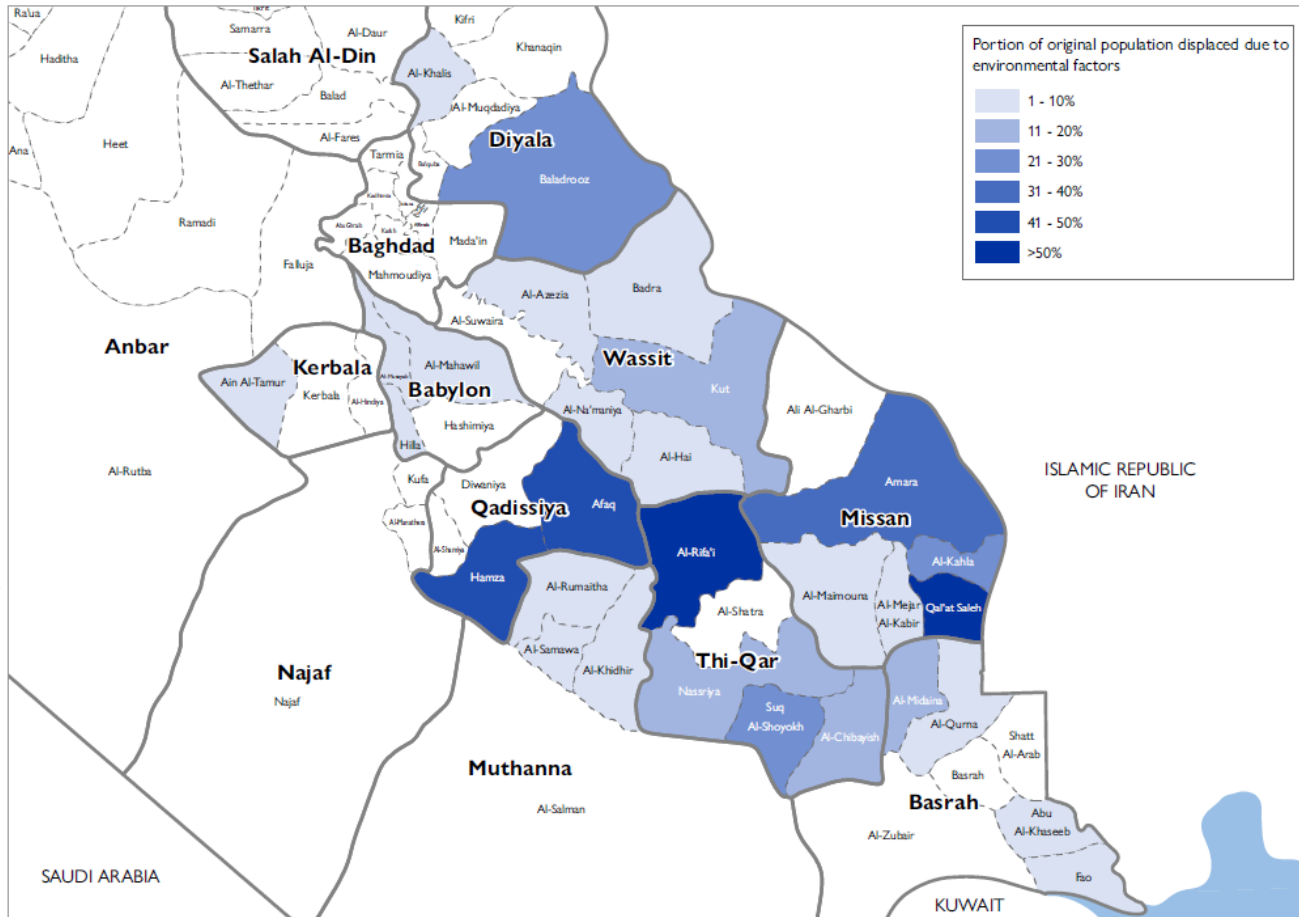 Ra'ua
Samarra
Al-Daur
Kifri
Khanaqin
Haditha
Salah Al-Din
Al-Khalis
Al-Thethar
Balad
Al-Muqdadiya
Al-Fares
Diyala
Heet
Ana
Tarmia
Ba'quba
Baladrooz
Ramadi
Abu Ghraib
Karkh
Baghdad
Mada'in
Falluja
Mahmoudiya
Al-Azezia
Badra
Al-Suwaira
Anbar
Kerbala
Wassit
Ain Al-Tamur
Al-Mahawil
Kut
Kerbala
Al-Hindiya
Babylon
Al-Na'maniya
Ali Al-Gharbi
Hashimiya
Hilla
Al-Hai
Al-Rutba
Kufa
Diwaniya
ISLAMIC REPUBLIC
OF IRAN
Qadissiya
Afaq
Amara
Missan
Al-Shamiya
Al-Rifa'i
Al-Kahla
Hamza
Al-Rumaitha
Al-Maimouna
Al-Mejar
Al-Kabir
Qal'at Saleh
Al-Shatra
Al-Samawa
Thi-Qar
Al-Khidhir
Najaf
Najaf
Nassriya
Suq
Al-Shoyokh
Al-Chibayish
Al-Midaina
Al-Qurna
Shatt
Al-Arab
Muthanna
Basrah
Basrah
Al-Salman
Abu
Al-Khaseeb
Al-Zubair
Fao
SAUDI ARABIA
KUWAIT
Portion of original population displaced due to
environmental factors
1 - 10%
11 - 20%
21 - 30%
31 - 40%
41 - 50%
>50%